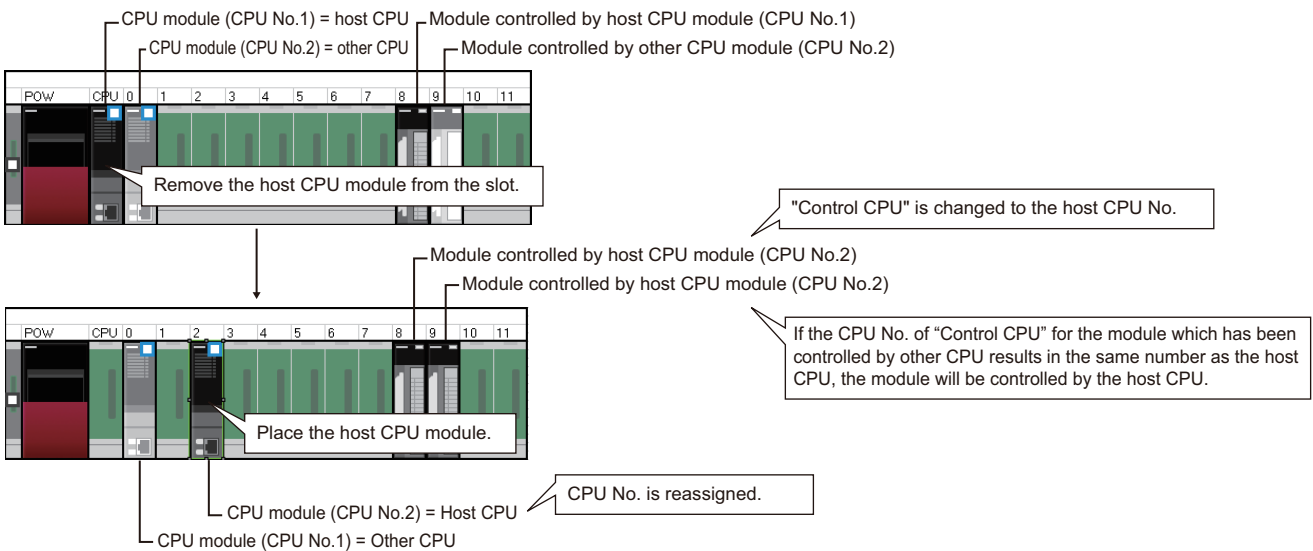 CPU module (CPU No.1) = host CPU
Module controlled by host CPU module (CPU No.1)
CPU module (CPU No.2) = other CPU
Module controlled by other CPU module (CPU No.2)
POW CPU 0 1 2 3 4 5 6 7 8 9 10 11
Remove the host CPU module from the slot.
"Control CPU" is changed to the host CPU No.
Module controlled by host CPU module (CPU No.2)
Module controlled by host CPU module (CPU No.2)
If the CPU No. of “Control CPU” for the module which has been
controlled by other CPU results in the same number as the host
CPU, the module will be controlled by the host CPU.
POW CPU 0 1 2 3 4 5 6 7 8 9 10 11
Place the host CPU module.
CPU No. is reassigned.
CPU module (CPU No.2) = Host CPU
CPU module (CPU No.1) = Other CPU